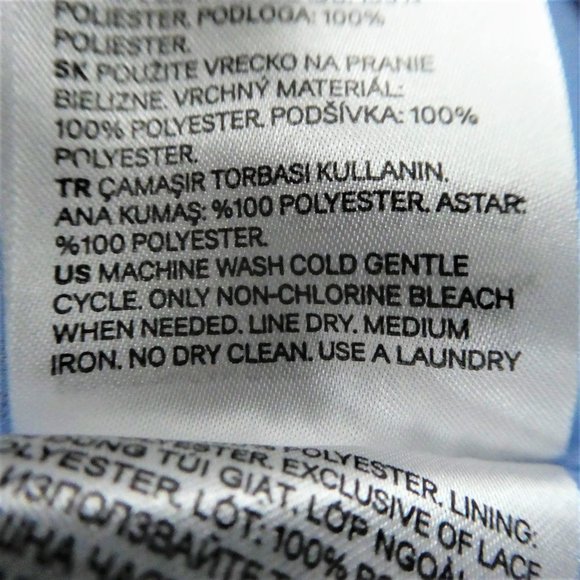 POLIESTER. PODLOGA: 100%
POLIESTER.
SK POUŽITE VRECKO NA PRANIE
BIELIZNE. VRCHNÝ MATERIÁL:
100% POLYESTER. PODŠÍVKA: 100%
POLYESTER.
TR ÇAMAŞIR TORBASI KULLANIN.
ANA KUMAŞ: %100 POLYESTER. ASTAR:
%100 POLYESTER.
US MACHINE WASH COLD GENTLE
CYCLE. ONLY NON-CHLORINE BLEACH
WHEN NEEDED. LINE DRY. MEDIUM
IRON. NO DRY CLEAN. USE A LAUNDRY
POLYESTER. LINING:
POLYESTER. EXCLUSIVE OF LACE
DÙNG TÚI GIẶT. LỚP NGOÀI
POLYESTER, LÓT: 100%
ИЗПОЛЗВАЙТЕ